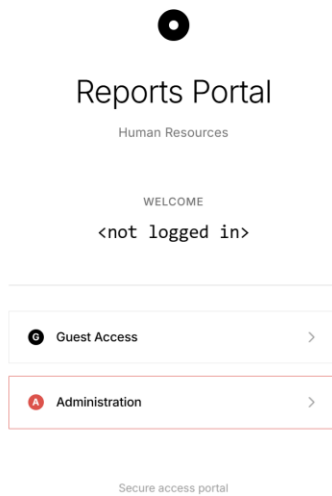 Reports Portal
Human Resources
WELCOME
<not logged in>
G Guest Access
A Administration
Secure access portal